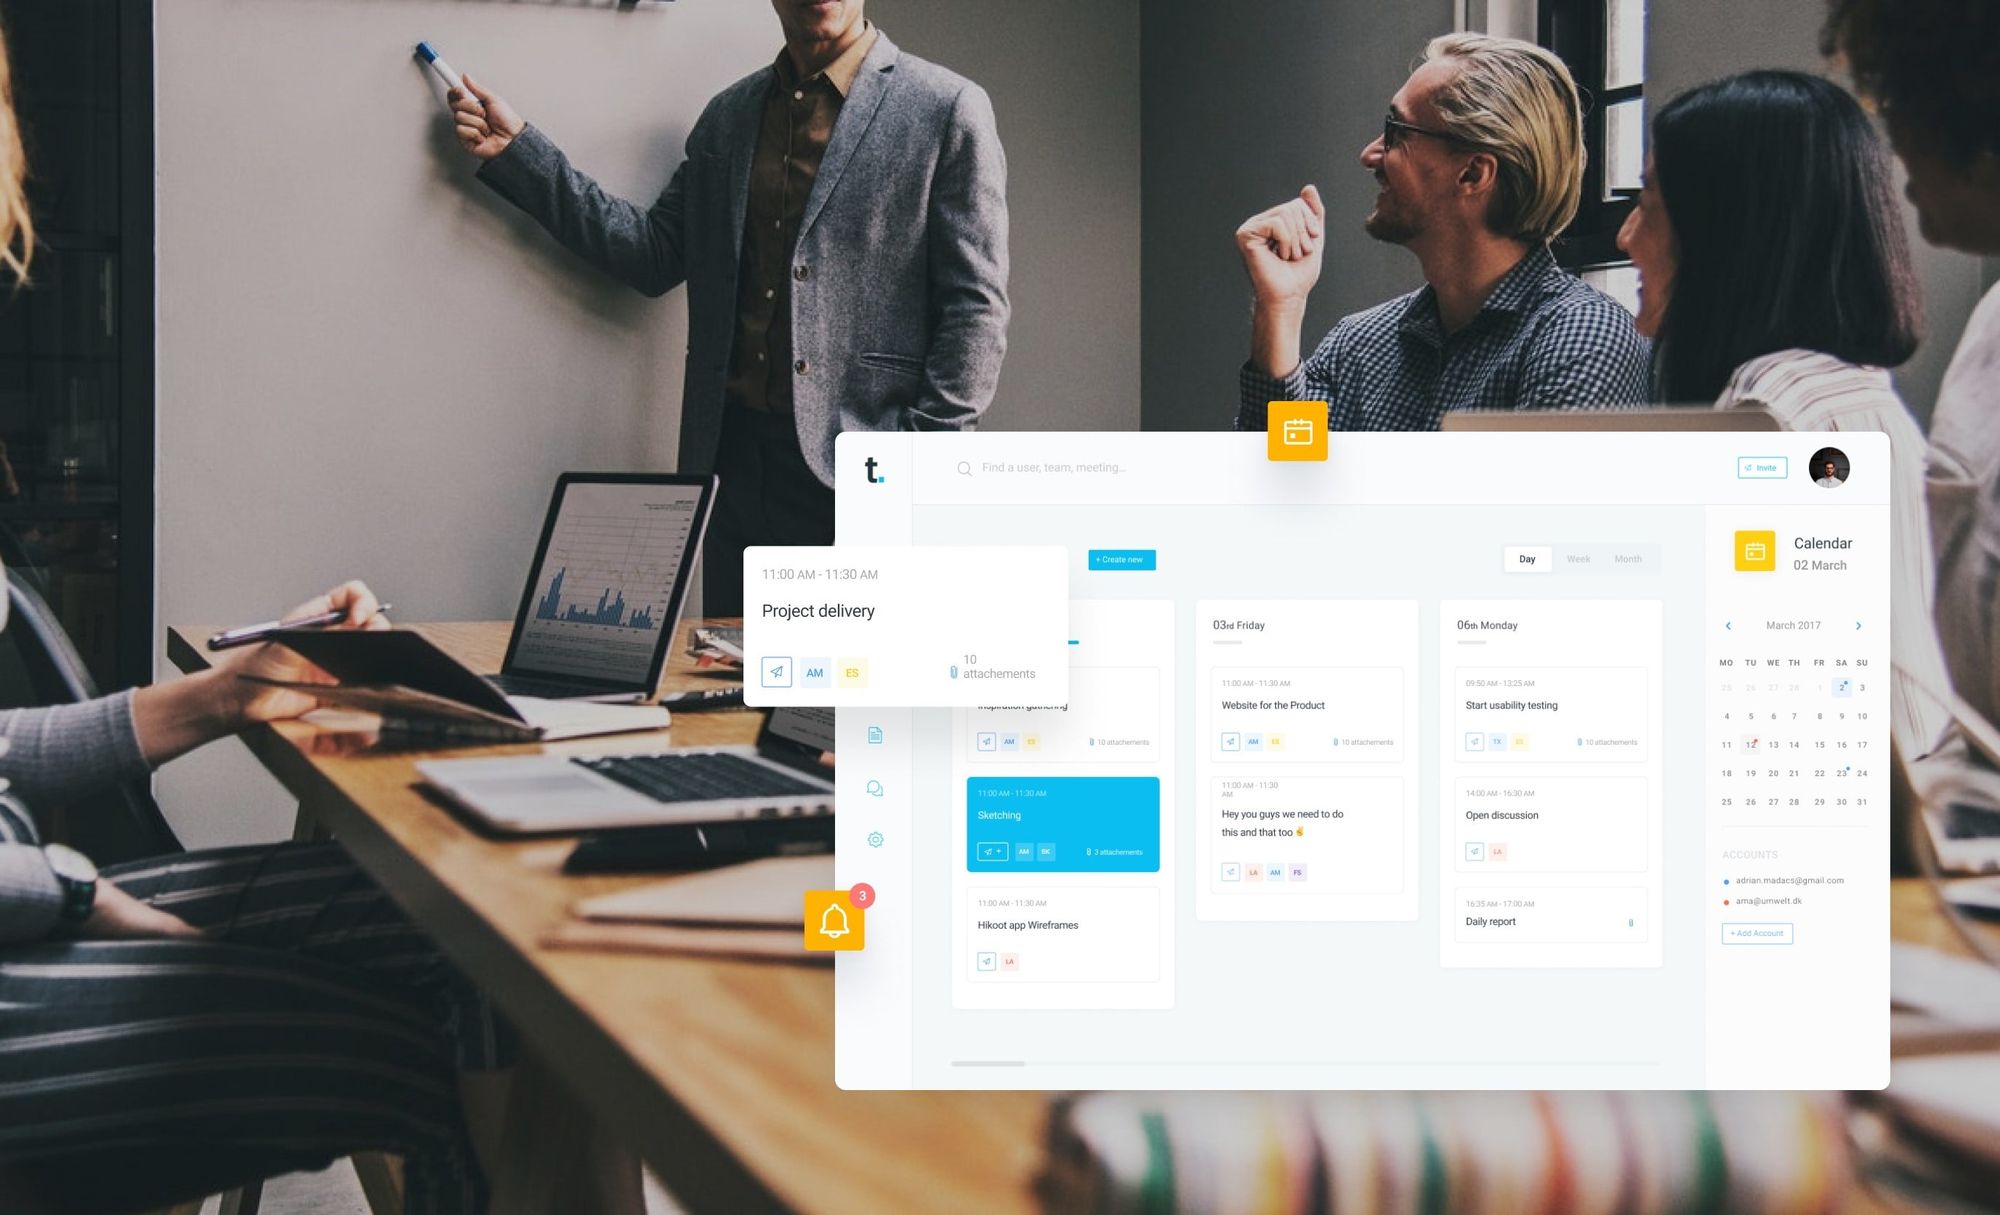 t.
Find a user, team, meeting...
Invite
11:00 AM - 11:30 AM
Project delivery
AM
ES
10
attachements
+ Create new
Day
Week
Month
Inspiration gathering
AM
ES
10 attachements
11:00 AM - 11:30 AM
Sketching
+
AM
BK
3 attachements
11:00 AM - 11:30 AM
Hikoot app Wireframes
LA
03rd Friday
11:00 AM - 11:30 AM
Website for the Product
AM
ES
10 attachements
11:00 AM - 11:30
AM
Hey you guys we need to do
this and that too ✌
LA
AM
FS
06th Monday
09:50 AM - 13:25 AM
Start usability testing
TX
ES
10 attachements
14:00 AM - 16:30 AM
Open discussion
LA
16:35 AM - 17:00 AM
Daily report
3
Calendar
02 March
March 2017
MO TU WE TH FR SA SU
25 26 27 28 1 2 3
4 5 6 7 8 9 10
11 12 13 14 15 16 17
18 19 20 21 22 23 24
25 26 27 28 29 30 31
ACCOUNTS
adrian.madacs@gmail.com
ama@umwelt.dk
+ Add Account